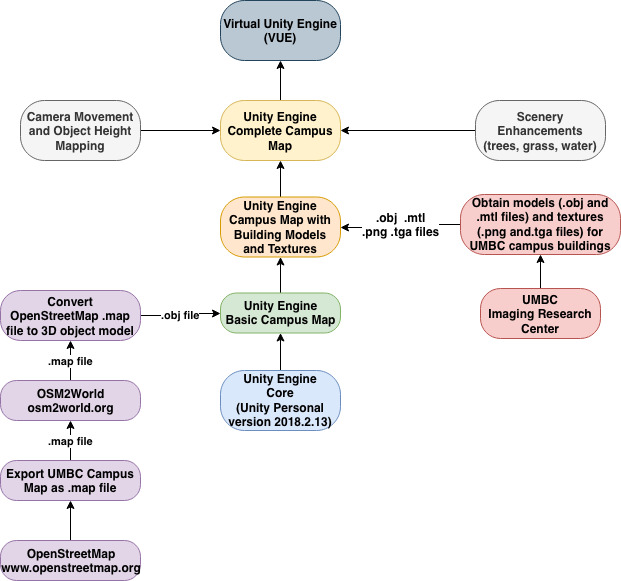 Virtual Unity Engine
(VUE)
Camera Movement
and Object Height
Mapping
Unity Engine
Complete Campus
Map
Scenery
Enhancements
(trees, grass, water)
Unity Engine
Campus Map with
Building Models
and Textures
.obj .mtl
.png .tga files
Obtain models (.obj and
.mtl files) and textures
(.png and.tga files) for
UMBC campus buildings
Convert
OpenStreetMap .map
file to 3D object model
.obj file
Unity Engine
Basic Campus Map
UMBC
Imaging Research
Center
.map file
OSM2World
osm2world.org
Unity Engine
Core
(Unity Personal
version 2018.2.13)
.map file
Export UMBC Campus
Map as .map file
OpenStreetMap
www.openstreetmap.org